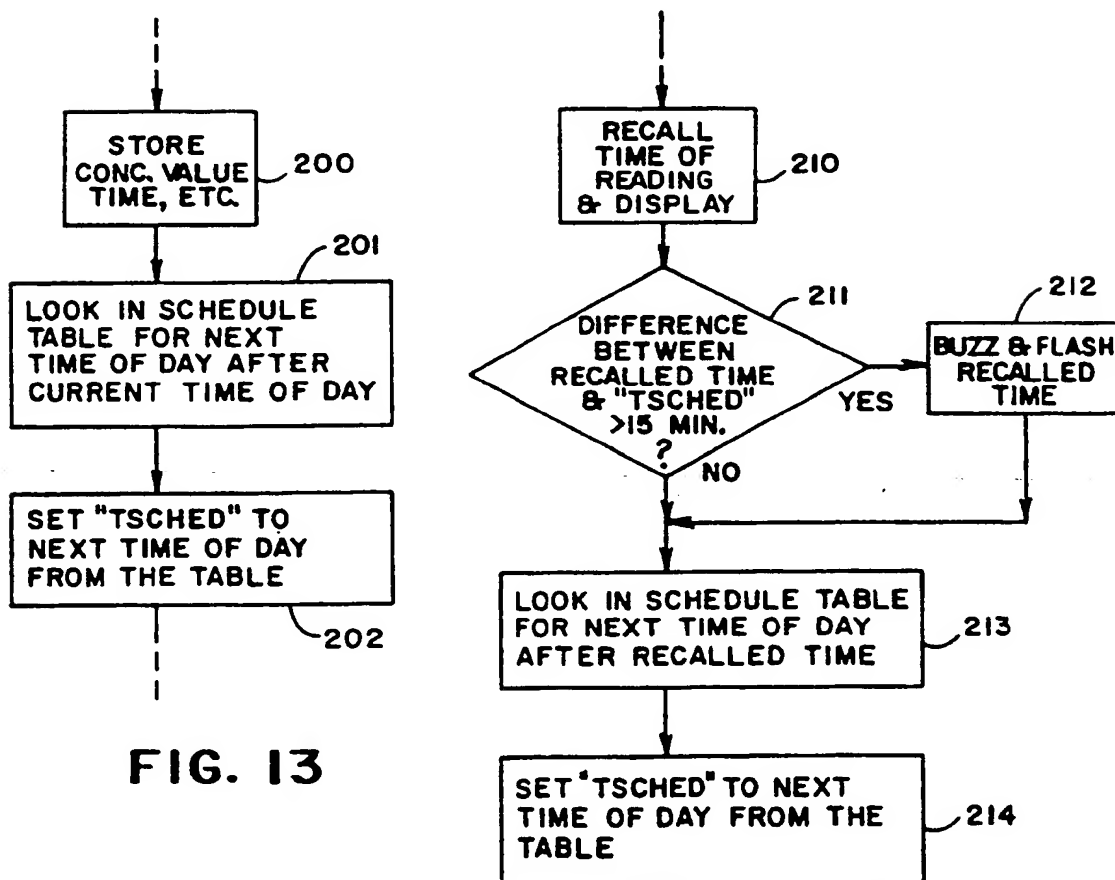 STORE
CONC. VALUE
TIME, ETC.
200
201
LOOK IN SCHEDULE
TABLE FOR NEXT
TIME OF DAY AFTER
CURRENT TIME OF DAY
SET "TSCHED" TO
NEXT TIME OF DAY
FROM THE TABLE
202
FIG. 13
RECALL
TIME OF
READING
& DISPLAY
210
211
DIFFERENCE
BETWEEN
RECALLED TIME
& "TSCHED"
>15 MIN.
?
YES
NO
212
BUZZ & FLASH
RECALLED
TIME
LOOK IN SCHEDULE TABLE
FOR NEXT TIME OF DAY
AFTER RECALLED TIME
213
SET "TSCHED" TO NEXT
TIME OF DAY FROM THE
TABLE
214